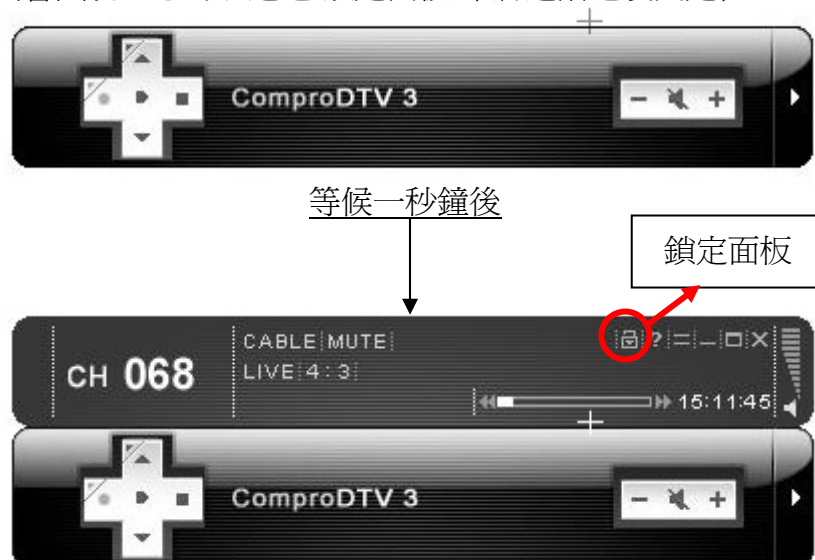 ComproDTV 3
等候一秒鐘後
鎖定面板
CABLE MUTE
CH 068
LIVE 4:3
15:11:45
ComproDTV 3